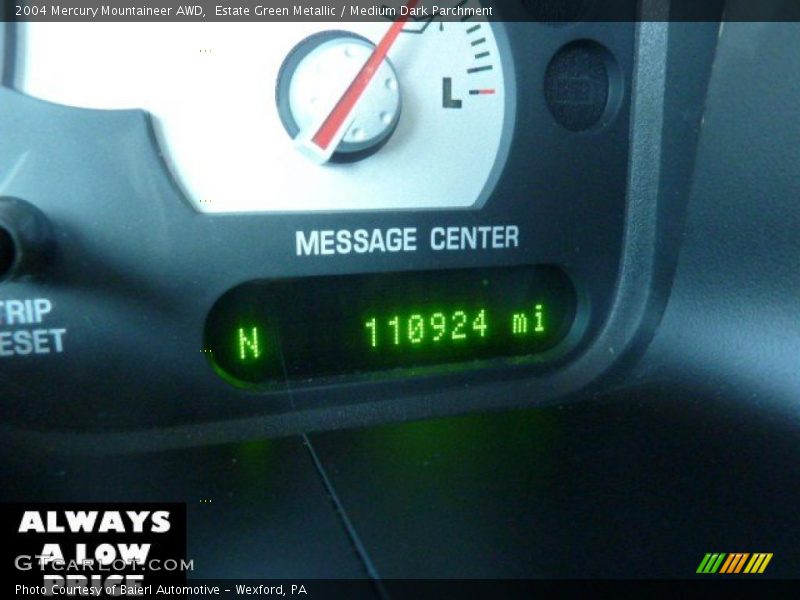 2004 Mercury Mountaineer AWD,  Estate Green Metallic / Medium Dark Parchment
L
MESSAGE CENTER
TRIP
RESET
N 110924 mi
ALWAYS
A LOW
PRICE
GTCARLOT.COM
Photo Courtesy of Baierl Automotive - Wexford, PA